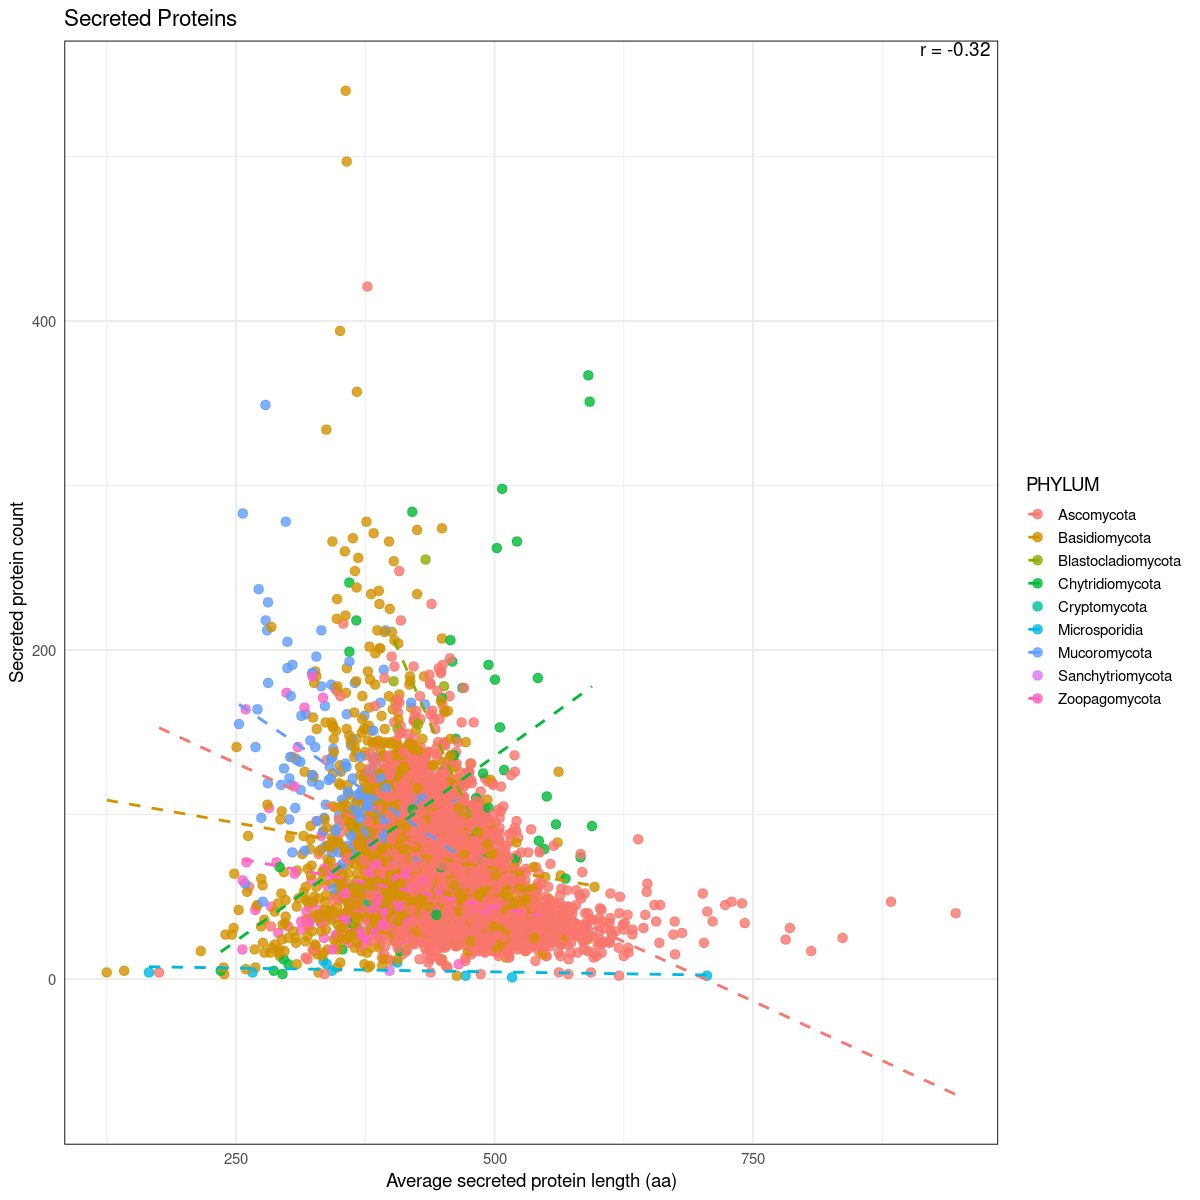 Secreted Proteins
r = -0.32
400
200
0
Secreted protein count
250
500
750
Average secreted protein length (aa)
PHYLUM
Ascomycota
Basidiomycota
Blastocladiomycota
Chytridiomycota
Cryptomycota
Microsporidia
Mucoromycota
Sanchytriomycota
Zoopagomycota